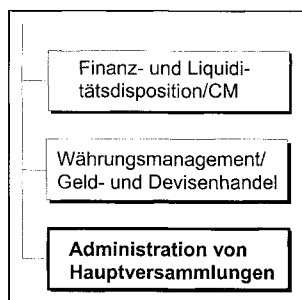 Finanz- und Liquidi-
tätsdisposition/CM
Währungsmanagement/
Geld- und Devisenhandel
Administration von
Hauptversammlungen